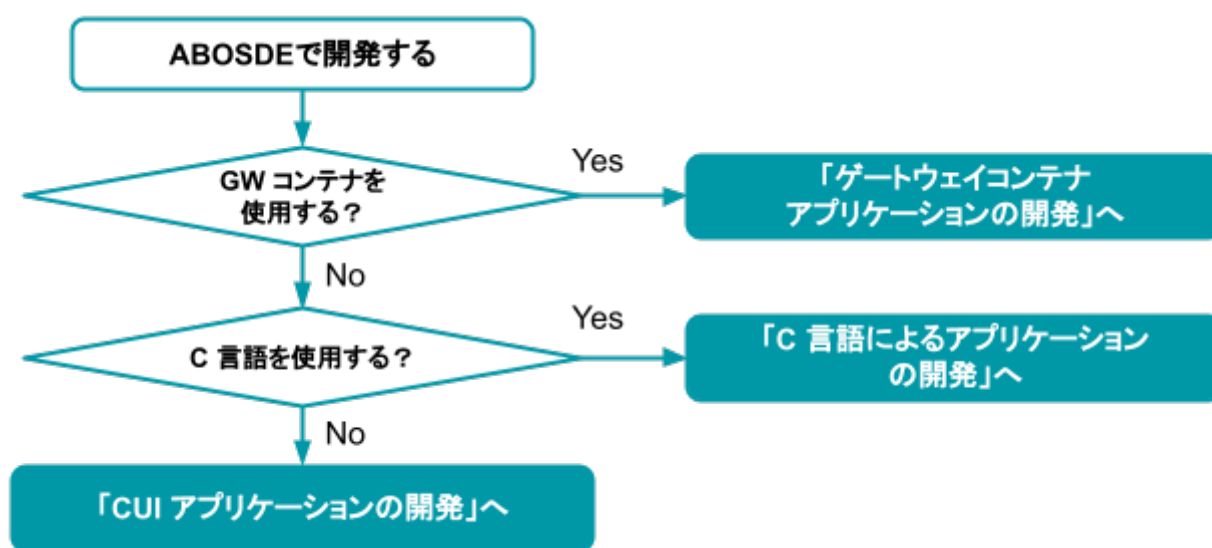 ABOSDEで開発する
GW コンテナを
使用する？
Yes
「ゲートウェイコンテナ
アプリケーションの開発」へ
No
C 言語を使用する？
Yes
「C 言語によるアプリケーション
の開発」へ
No
「CUI アプリケーションの開発」へ